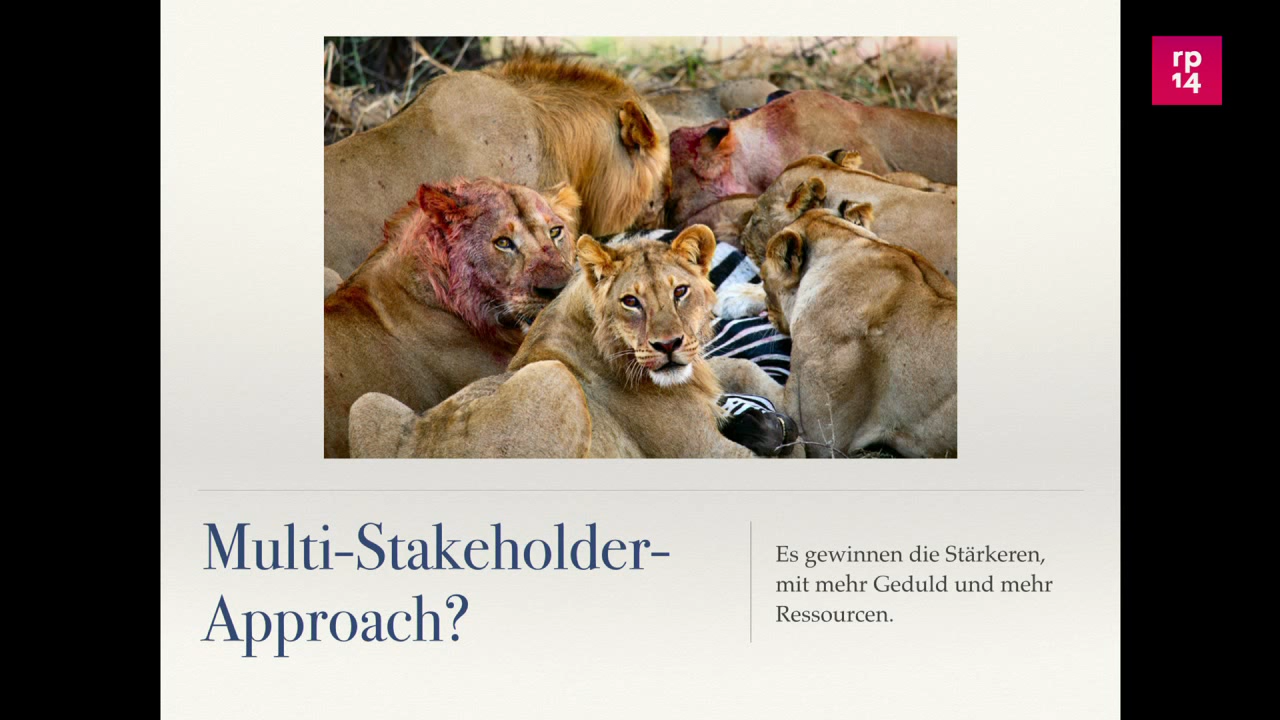 rp
14
Multi-Stakeholder-
Approach?
Es gewinnen die Stärkeren,
mit mehr Geduld und mehr
Ressourcen.